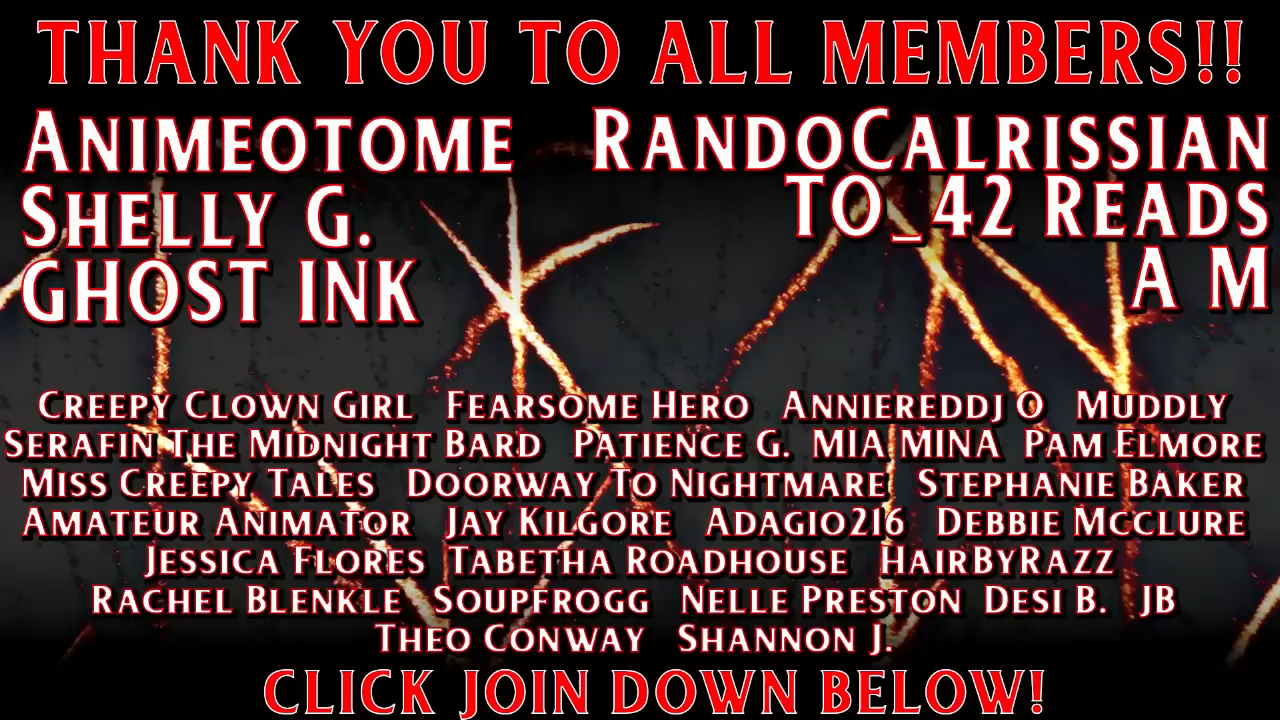 THANK YOU TO ALL MEMBERS!!
ANIMEOTOME RANDOCALRISSIAN
SHELLY G. TO_42 READS
GHOST INK A M
CREEPY CLOWN GIRL FEARSOME HERO ANNIEREDDJ O MUDDLY
SERAFIN THE MIDNIGHT BARD PATIENCE G. MIA MINA PAM ELMORE
MISS CREEPY TALES DOORWAY TO NIGHTMARE STEPHANIE BAKER
AMATEUR ANIMATOR JAY KILGORE ADAGIO216 DEBBIE MCCLURE
JESSICA FLORES TABETHA ROADHOUSE HAIRBYRAZZ
RACHEL BLENKLE SOUPFROGG NELLE PRESTON DESI B. JB
THEO CONWAY SHANNON J.
CLICK JOIN DOWN BELOW!